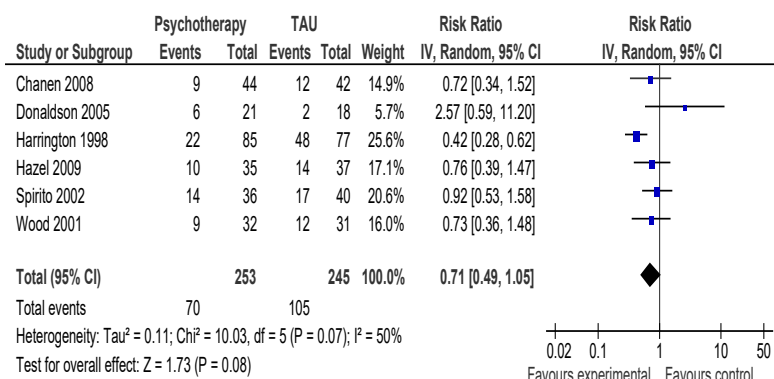 Psychotherapy TAU Risk Ratio Risk Ratio
Study or Subgroup Events Total Events Total Weight IV, Random, 95% CI IV, Random, 95% CI
Chanen 2008 9 44 12 42 14.9% 0.72 [0.34, 1.52]
Donaldson 2005 6 21 2 18 5.7% 2.57 [0.59, 11.20]
Harrington 1998 22 85 48 77 25.6% 0.42 [0.28, 0.62]
Hazel 2009 10 35 14 37 17.1% 0.76 [0.39, 1.47]
Spirito 2002 14 36 17 40 20.6% 0.92 [0.53, 1.58]
Wood 2001 9 32 12 31 16.0% 0.73 [0.36, 1.48]
Total (95% CI) 253 245 100.0% 0.71 [0.49, 1.05]
Total events 70 105
Heterogeneity: Tau² = 0.11; Chi² = 10.03, df = 5 (P = 0.07); I² = 50%
Test for overall effect: Z = 1.73 (P = 0.08)
0.02 0.1 1 10 50
Favours experimental Favours control